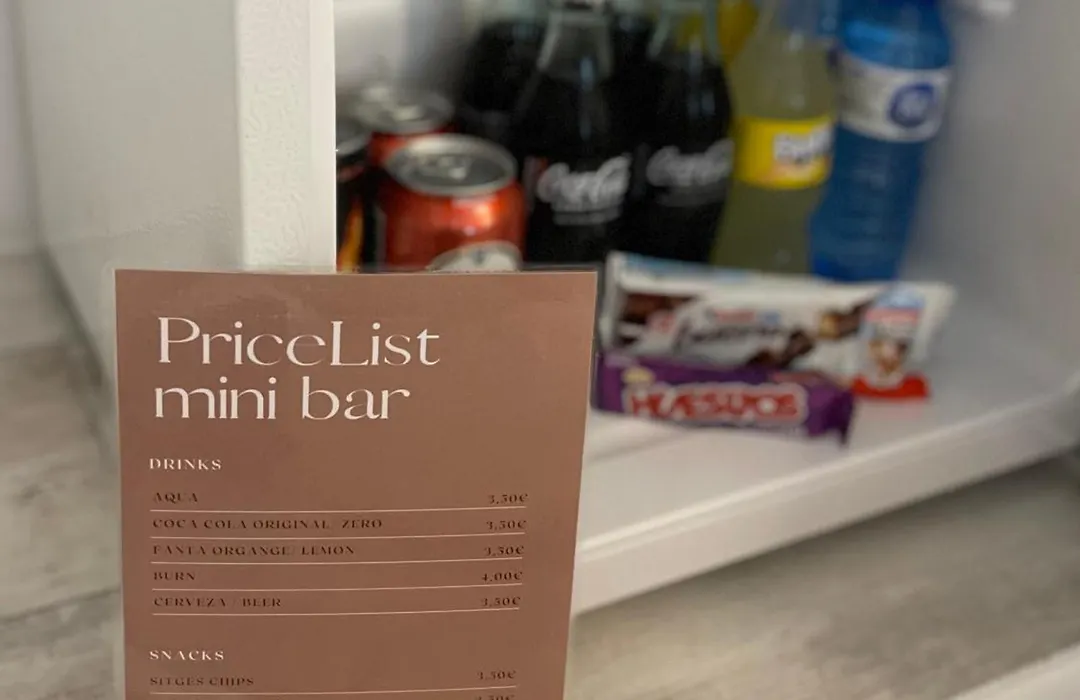 PriceList
mini bar
DRINKS
AQUA 3,50€
COCA COLA ORIGINAL/ ZERO 3,50€
FANTA ORGANGE/ LEMON 3,50€
BURN 4,00€
CERVEZA / BEER 3,50€
SNACKS
SITGES CHIPS 3,50€
Coca-Cola
Coca-Cola
HUESITOS